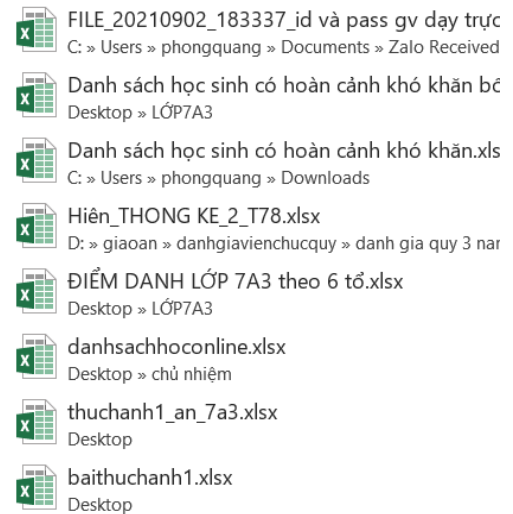 FILE_20210902_183337_id và pass gv dạy trực
C: » Users » phongquang » Documents » Zalo Received
Danh sách học sinh có hoàn cảnh khó khăn
Desktop » LỚP7A3
Danh sách học sinh có hoàn cảnh khó khăn.xls
C: » Users » phongquang » Downloads
Hiên_THONG KE_2_T78.xlsx
D: » giaoan » danhgiavienchucquy » danh gia quy 3
ĐIỂM DANH LỚP 7A3 theo 6 tổ.xlsx
Desktop » LỚP7A3
danhsachhoconline.xlsx
Desktop » chủ nhiệm
thuchanh1_an_7a3.xlsx
Desktop
baithuchanh1.xlsx
Desktop